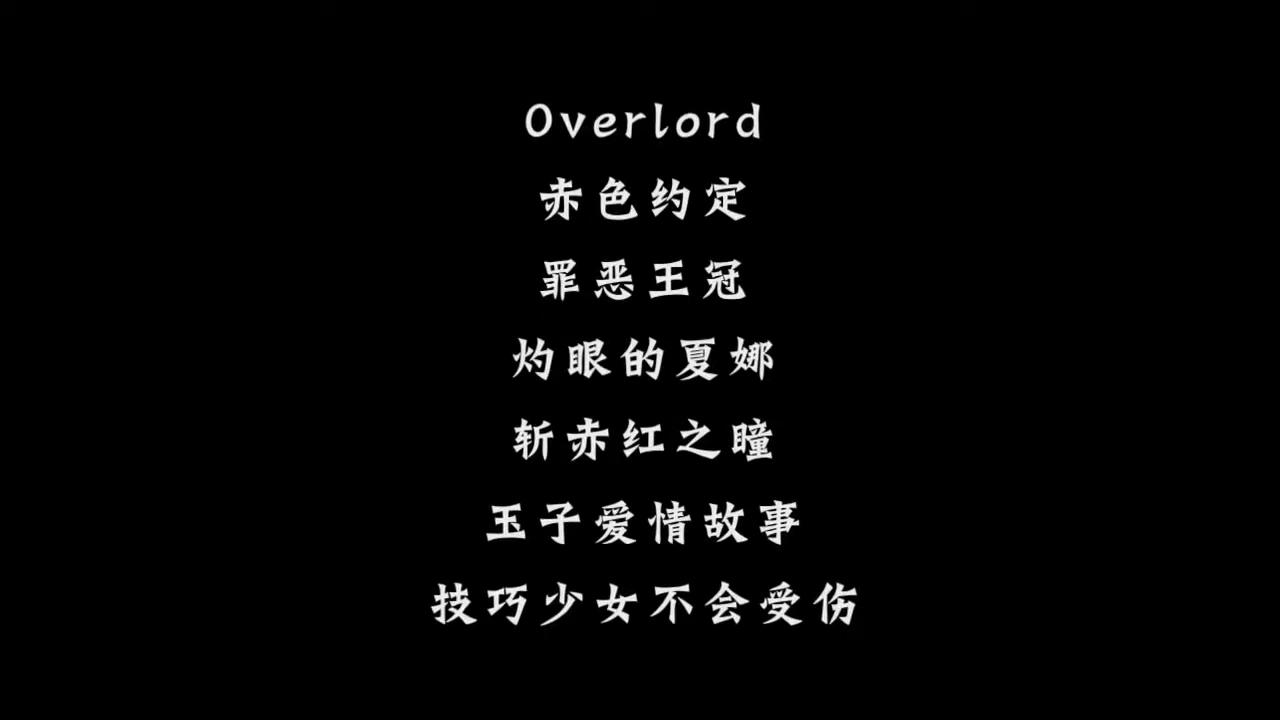 Overlord
赤色约定
罪恶王冠
灼眼的夏娜
斩赤红之瞳
玉子爱情故事
技巧少女不会受伤